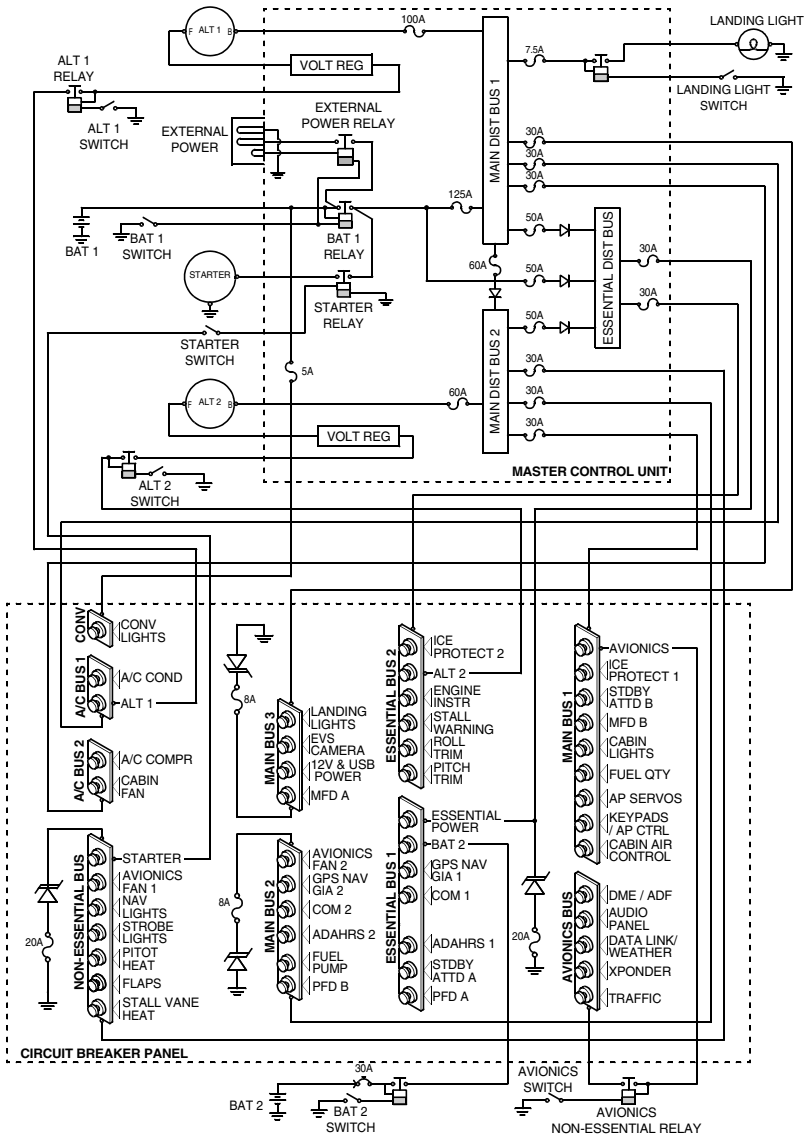 LANDING LIGHT
100A
F ALT 1 B
ALT 1
RELAY
VOLT REG
7.5A
MAIN DIST BUS 1
LANDING LIGHT
SWITCH
ALT 1
SWITCH
EXTERNAL
POWER
EXTERNAL
POWER RELAY
30A
30A
30A
125A
BAT 1
BAT 1
SWITCH
BAT 1
RELAY
50A
ESSENTIAL DIST BUS
30A
60A
50A
30A
STARTER
STARTER
RELAY
STARTER
SWITCH
50A
MAIN DIST BUS 2
5A
30A
30A
30A
60A
F ALT 2 B
VOLT REG
MASTER CONTROL UNIT
ALT 2
SWITCH
CONV
CONV
LIGHTS
A/C BUS 1
A/C COND
ALT 1
A/C BUS 2
A/C COMPR
CABIN
FAN
NON-ESSENTIAL BUS
STARTER
AVIONICS
FAN 1
NAV
LIGHTS
STROBE
LIGHTS
PITOT
HEAT
FLAPS
STALL VANE
HEAT
20A
8A
MAIN BUS 3
LANDING
LIGHTS
EVS
CAMERA
12V & USB
POWER
MFD A
8A
MAIN BUS 2
AVIONICS
FAN 2
GPS NAV
GIA 2
COM 2
ADAHRS 2
FUEL
PUMP
PFD B
ESSENTIAL BUS 2
ICE
PROTECT 2
ALT 2
ENGINE
INSTR
STALL
WARNING
ROLL
TRIM
PITCH
TRIM
ESSENTIAL BUS 1
ESSENTIAL
POWER
BAT 2
GPS NAV
GIA 1
COM 1
ADAHRS 1
STDBY
ATTD A
PFD A
20A
MAIN BUS 1
AVIONICS
ICE
PROTECT 1
STDBY
ATTD B
MFD B
CABIN
LIGHTS
FUEL QTY
AP SERVOS
KEYPADS
/ AP CTRL
CABIN AIR
CONTROL
AVIONICS BUS
DME / ADF
AUDIO
PANEL
DATA LINK/
WEATHER
XPONDER
TRAFFIC
CIRCUIT BREAKER PANEL
30A
BAT 2
BAT 2
SWITCH
AVIONICS
SWITCH
AVIONICS
NON-ESSENTIAL RELAY